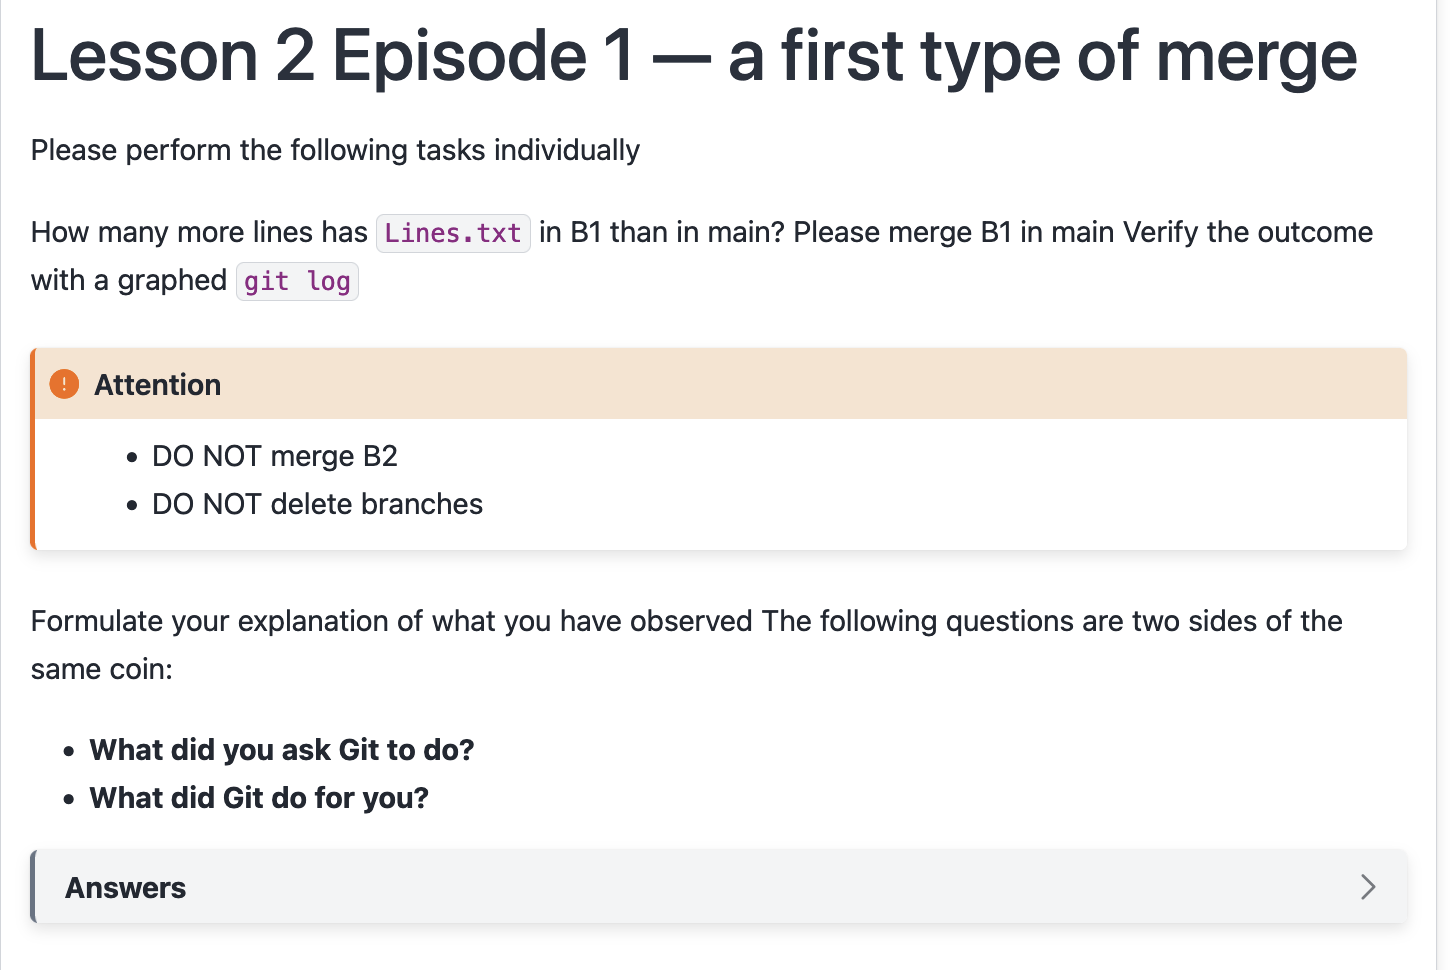 Lesson 2 Episode 1 — a first type of merge
Please perform the following tasks individually
How many more lines has Lines.txt in B1 than in main? Please merge B1 in main Verify the outcome
with a graphed git log
! Attention
• DO NOT merge B2
• DO NOT delete branches
Formulate your explanation of what you have observed The following questions are two sides of the
same coin:
• What did you ask Git to do?
• What did Git do for you?
Answers